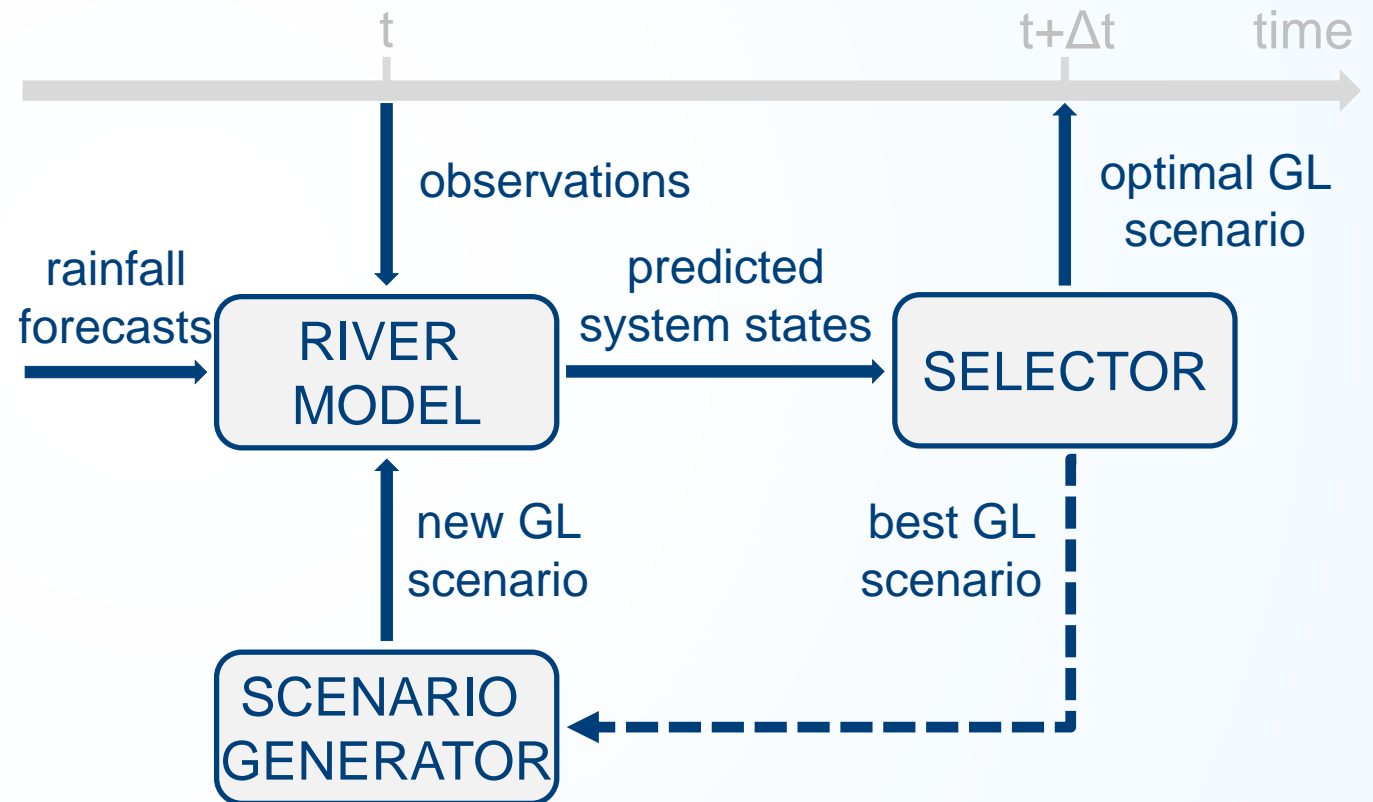 t
t+Δt
time
observations
optimal GL
scenario
rainfall
forecasts
predicted
system states
RIVER
MODEL
SELECTOR
new GL
scenario
best GL
scenario
SCENARIO
GENERATOR